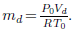 m_d = \frac{P_0 V_d}{R T_0}.